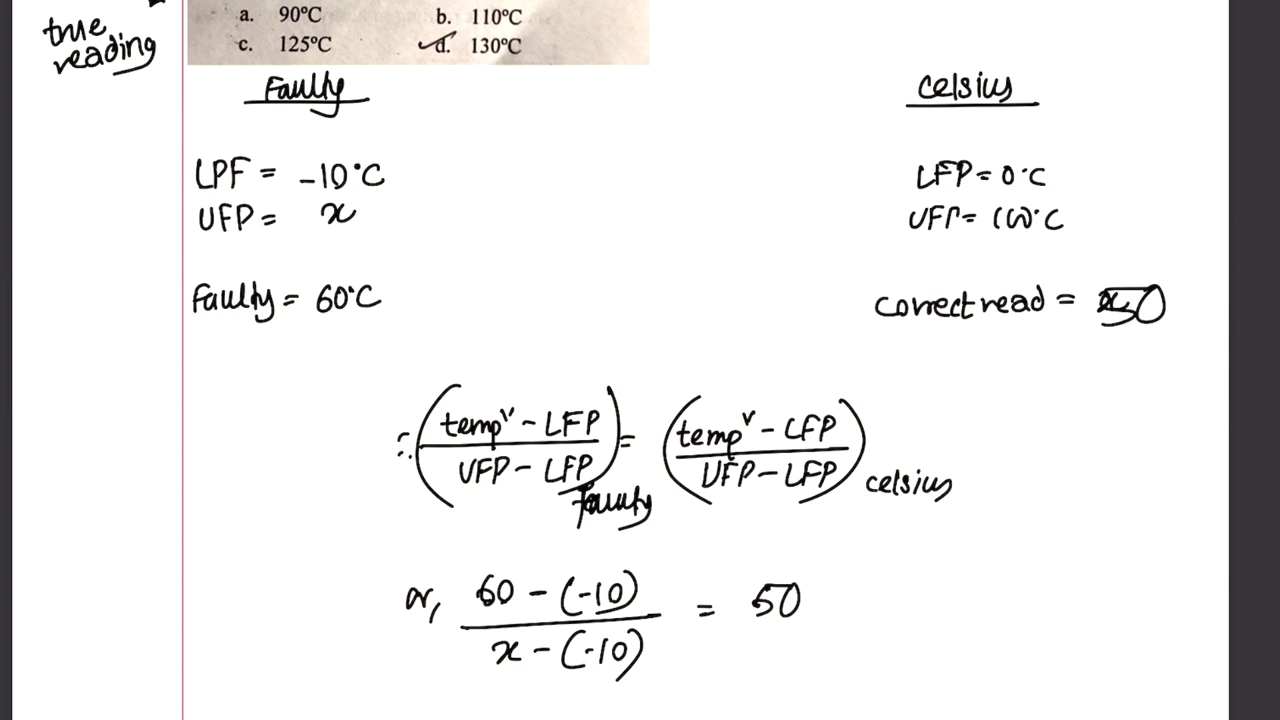 true
reading
a. 90°C b. 110°C
c. 125°C d. 130°C
Faulty Celsius
LPF = -10°C LFP = 0°C
UFP = x UFP = 100°C
Faulty = 60°C correct read = 50
∴ (temp^r - LFP / UFP - LFP) faulty = (temp^r - LFP / UFP - LFP) celsius
or, 60 - (-10) / x - (-10) = 50